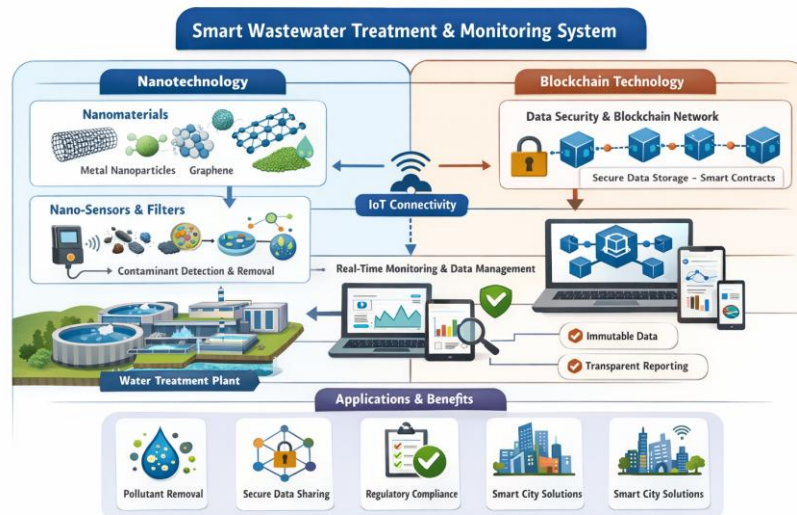 Smart Wastewater Treatment & Monitoring System
Nanotechnology
Blockchain Technology
Nanomaterials
Metal Nanoparticles
Graphene
Data Security & Blockchain Network
Secure Data Storage - Smart Contracts
IoT Connectivity
Nano-Sensors & Filters
Contaminant Detection & Removal
Real-Time Monitoring & Data Management
Immutable Data
Transparent Reporting
Water Treatment Plant
Applications & Benefits
Pollutant Removal
Secure Data Sharing
Regulatory Compliance
Smart City Solutions
Smart City Solutions